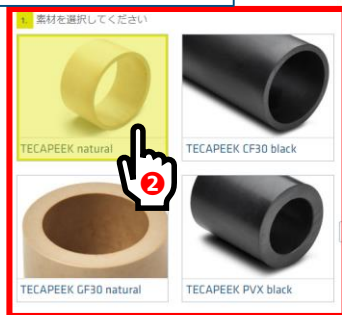 1. 素材を選択してください
TECAPEEK natural
TECAPEEK CF30 black
2
TECAPEEK GF30 natural
TECAPEEK PVX black